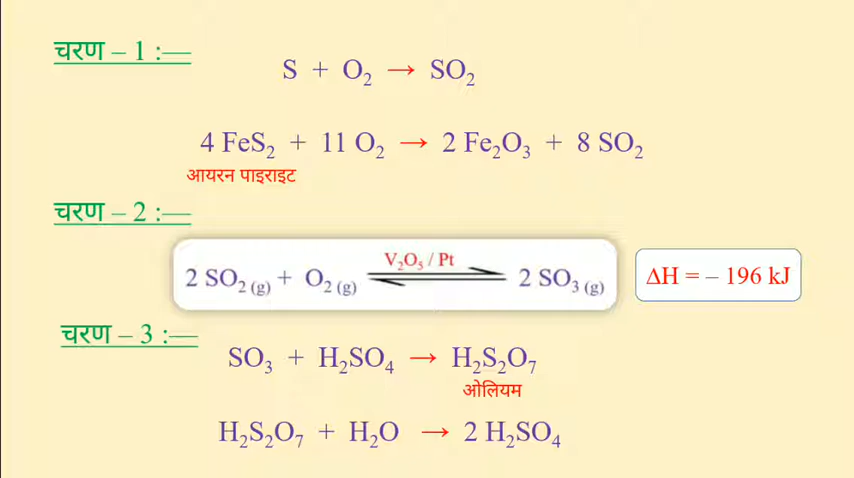 चरण – 1 :—
S + O₂ → SO₂
4 FeS₂ + 11 O₂ → 2 Fe₂O₃ + 8 SO₂
आयरन पाइराइट
चरण – 2 :—
V₂O₅ / Pt
2 SO₂ (g) + O₂ (g) ⇌ 2 SO₃ (g)
ΔH = – 196 kJ
चरण – 3 :—
SO₃ + H₂SO₄ → H₂S₂O₇
ओलियम
H₂S₂O₇ + H₂O → 2 H₂SO₄